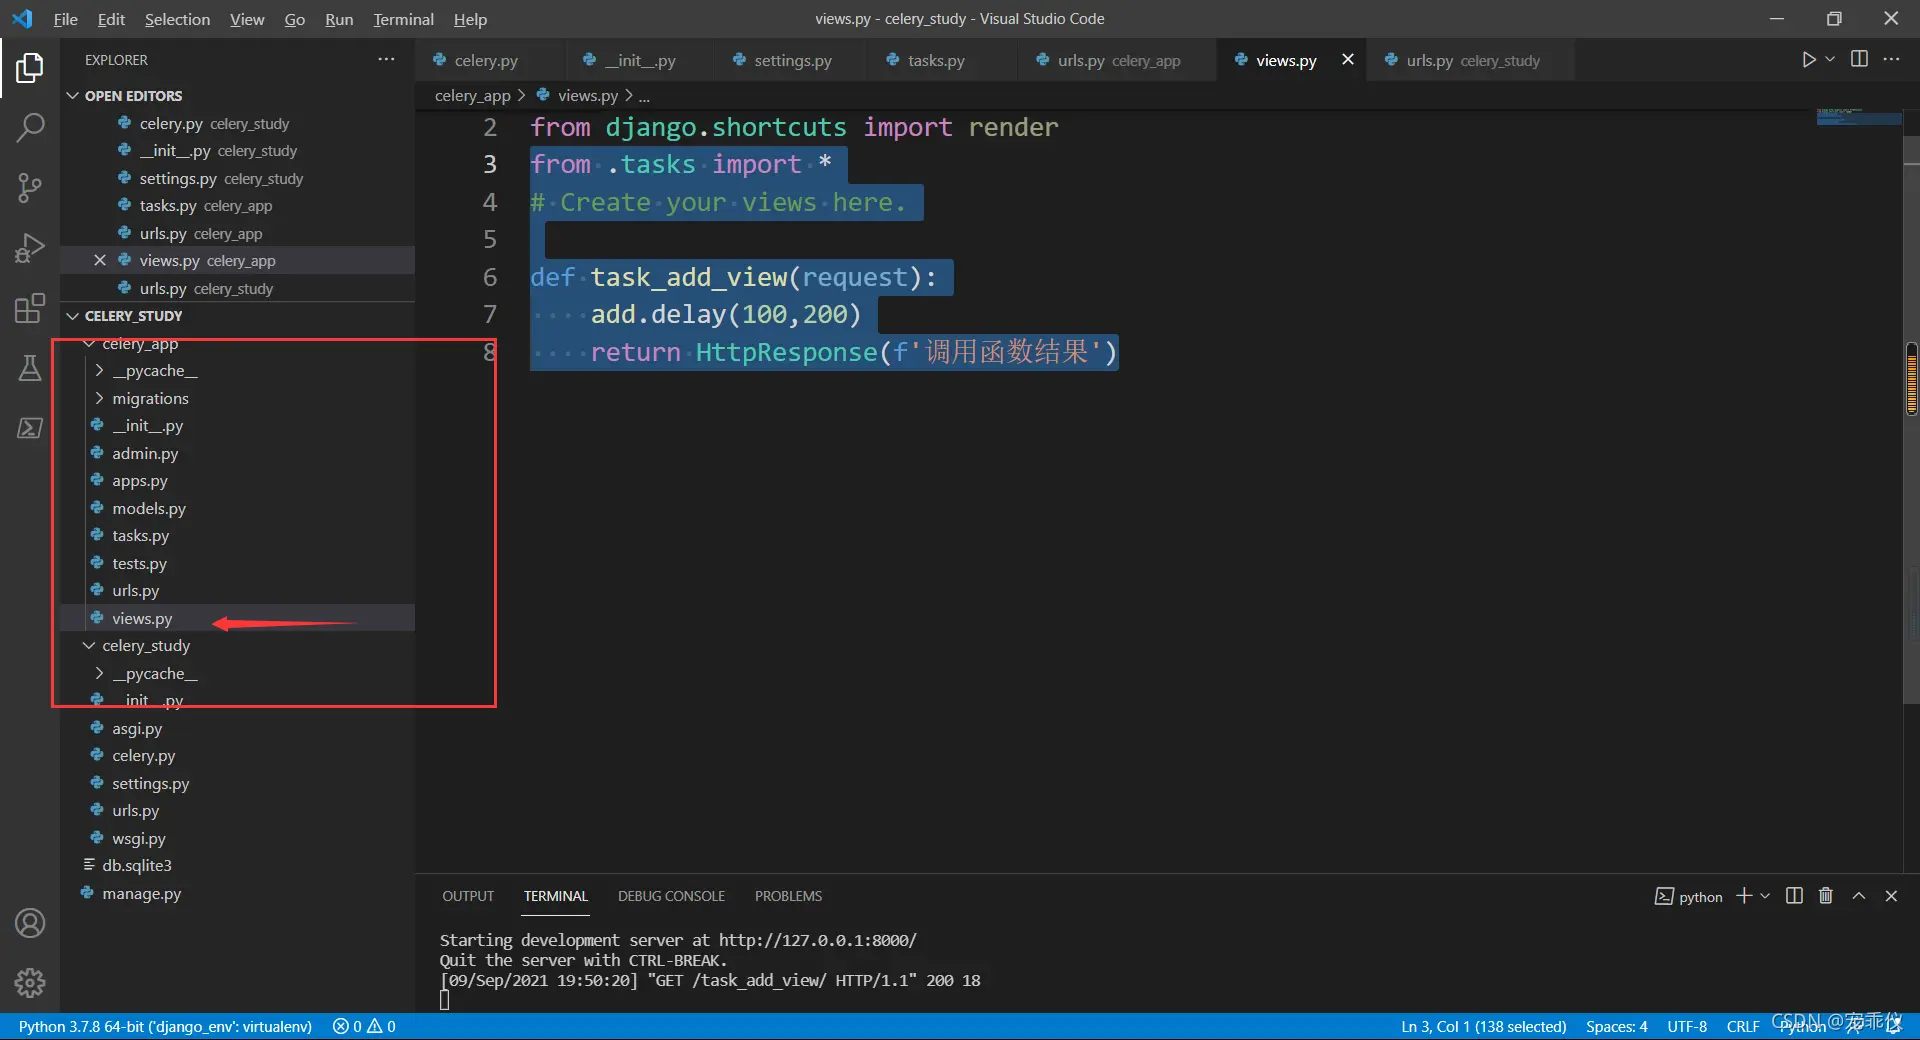 File Edit Selection View Go Run Terminal Help
views.py - celery_study - Visual Studio Code
EXPLORER
OPEN EDITORS
celery.py celery_study
__init__.py celery_study
settings.py celery_study
tasks.py celery_app
urls.py celery_app
views.py celery_app
urls.py celery_study
CELERY_STUDY
celery_app
__pycache__
migrations
__init__.py
admin.py
apps.py
models.py
tasks.py
tests.py
urls.py
views.py
celery_study
__pycache__
__init__.py
asgi.py
celery.py
settings.py
urls.py
wsgi.py
db.sqlite3
manage.py
celery.py
__init__.py
settings.py
tasks.py
urls.py celery_app
views.py
urls.py celery_study
celery_app > views.py > ...
2 from django.shortcuts import render
3 from .tasks import *
4 # Create your views here.
5
6 def task_add_view(request):
7 add.delay(100,200)
8 return HttpResponse(f'调用函数结果')
OUTPUT TERMINAL DEBUG CONSOLE PROBLEMS
python
Starting development server at http://127.0.0.1:8000/
Quit the server with CTRL-BREAK.
[09/Sep/2021 19:50:20] "GET /task_add_view/ HTTP/1.1" 200 18
Python 3.7.8 64-bit ('django_env': virtualenv) 0 0
Ln 3, Col 1 (138 selected) Spaces: 4 UTF-8 CRLF Python
CSDN @宠乖仪